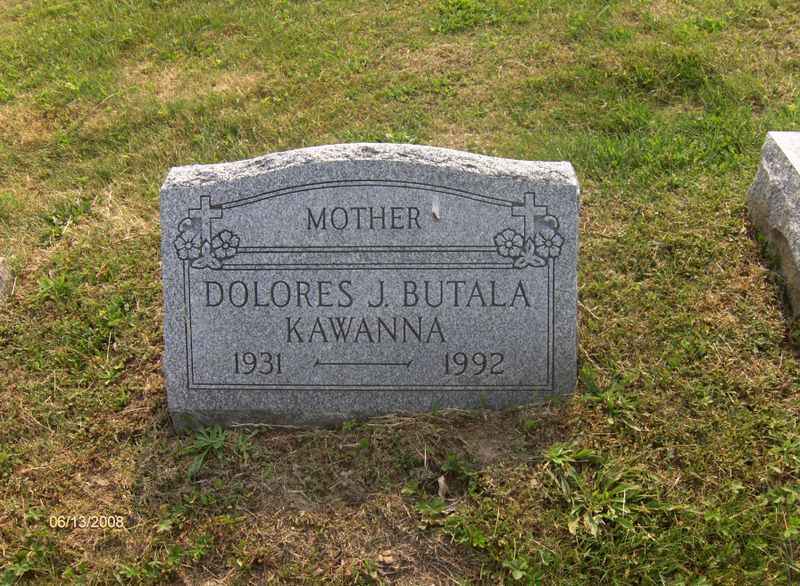 MOTHER
DOLORES J. BUTALA
KAWANNA
1931 1992
06/13/2008